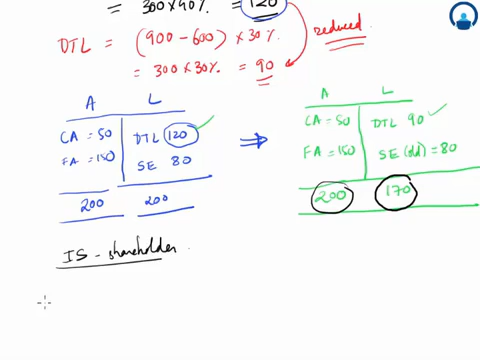 = 300 x 40% = 120
DTL = (900 - 600) x 30% reduced
= 300 x 30% = 90
A L
CA = 50 DTL 120
FA = 150 SE 80
200 200
⇒
A L
CA = 50 DTL 90
FA = 150 SE (old) = 80
200 170
IS - shareholder